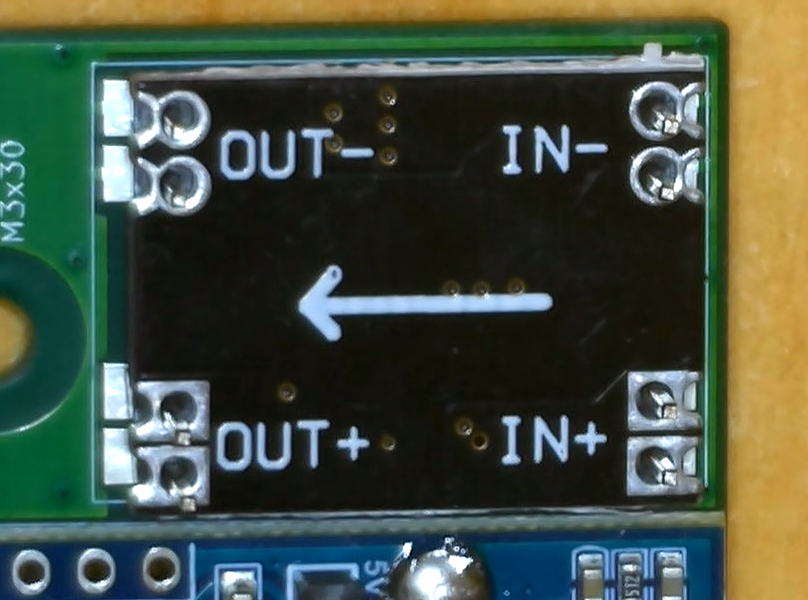 OUT- IN-
M3x30
OUT+ IN+
5V